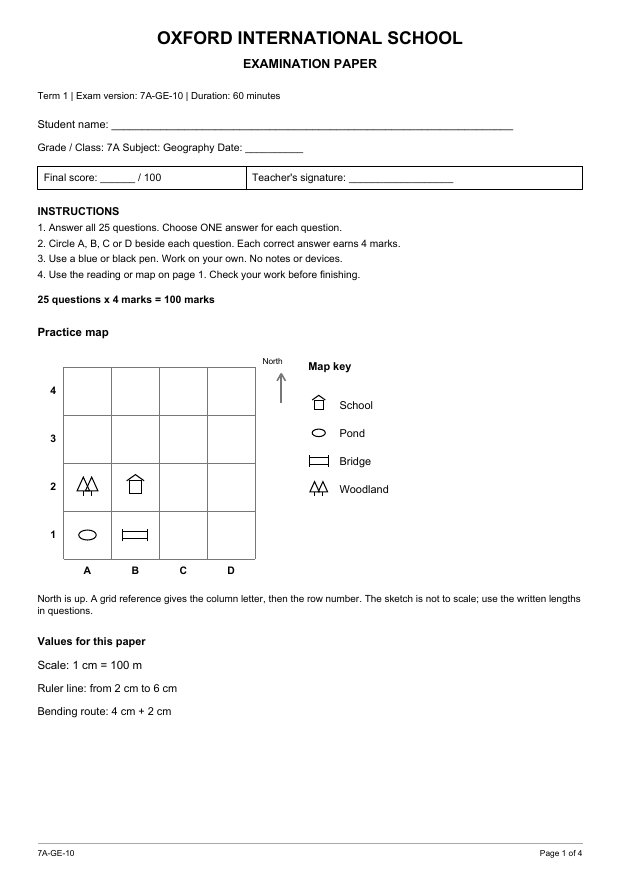 OXFORD INTERNATIONAL SCHOOL
EXAMINATION PAPER
Term 1 | Exam version: 7A-GE-10 | Duration: 60 minutes
Student name: ________________________________________________________________
Grade / Class: 7A Subject: Geography Date: __________
Final score: ______ / 100
Teacher's signature: __________________
INSTRUCTIONS
1. Answer all 25 questions. Choose ONE answer for each question.
2. Circle A, B, C or D beside each question. Each correct answer earns 4 marks.
3. Use a blue or black pen. Work on your own. No notes or devices.
4. Use the reading or map on page 1. Check your work before finishing.
25 questions x 4 marks = 100 marks
Practice map
North
4
3
2
1
A B C D
Map key
School
Pond
Bridge
Woodland
North is up. A grid reference gives the column letter, then the row number. The sketch is not to scale; use the written lengths
in questions.
Values for this paper
Scale: 1 cm = 100 m
Ruler line: from 2 cm to 6 cm
Bending route: 4 cm + 2 cm
7A-GE-10
Page 1 of 4